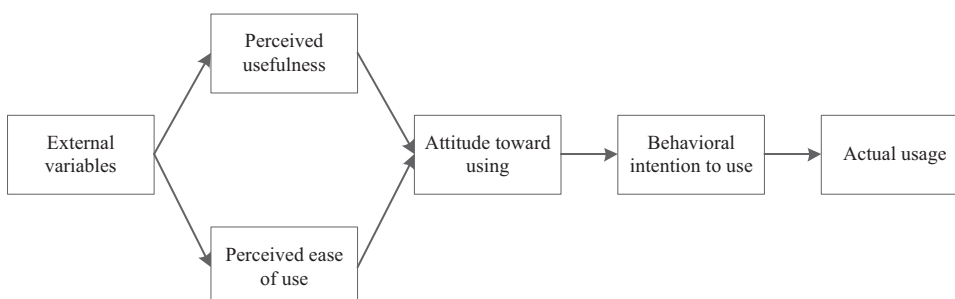 Perceived
usefulness
External
variables
Attitude toward
using
Behavioral
intention to use
Actual usage
Perceived ease
of use